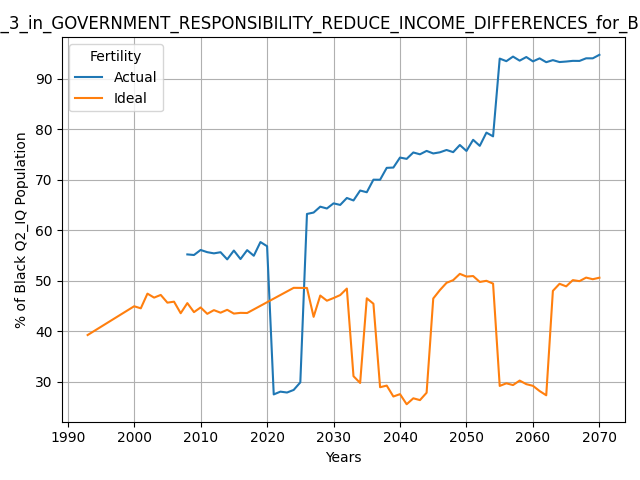 _3_in_GOVERNMENT_RESPONSIBILITY_REDUCE_INCOME_DIFFERENCES_for_B
Fertility
Actual
Ideal
% of Black Q2_IQ Population
90
80
70
60
50
40
30
1990 2000 2010 2020 2030 2040 2050 2060 2070
Years